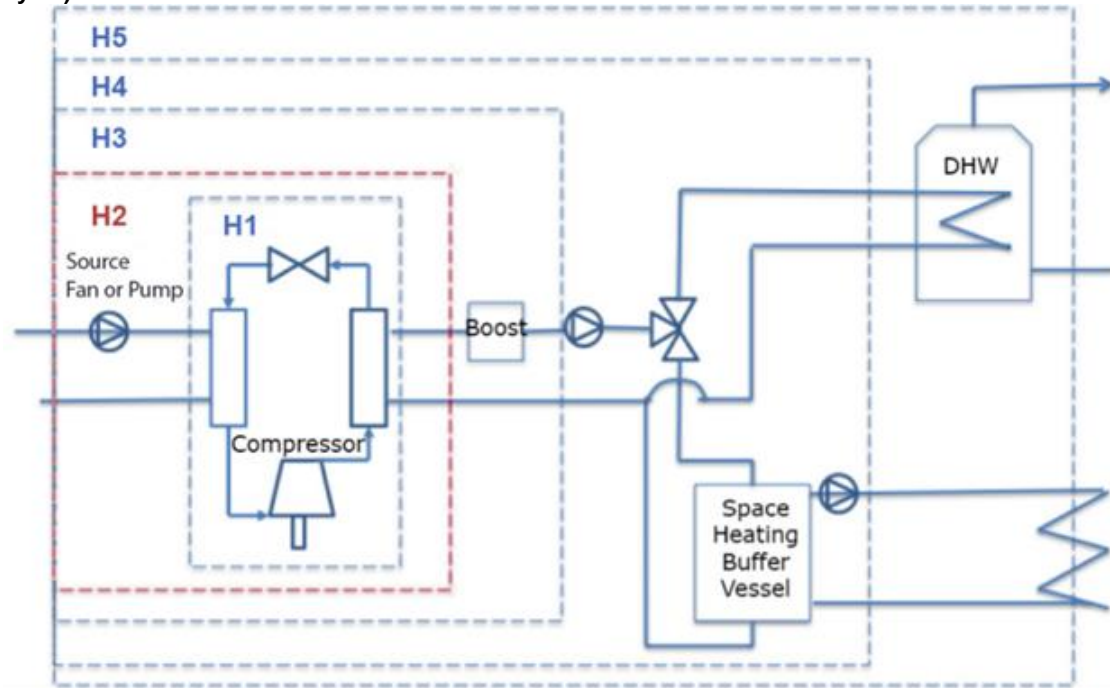 H5
H4
H3
H2
H1
Source
Fan or Pump
DHW
Boost
Compressor
Space
Heating
Buffer
Vessel